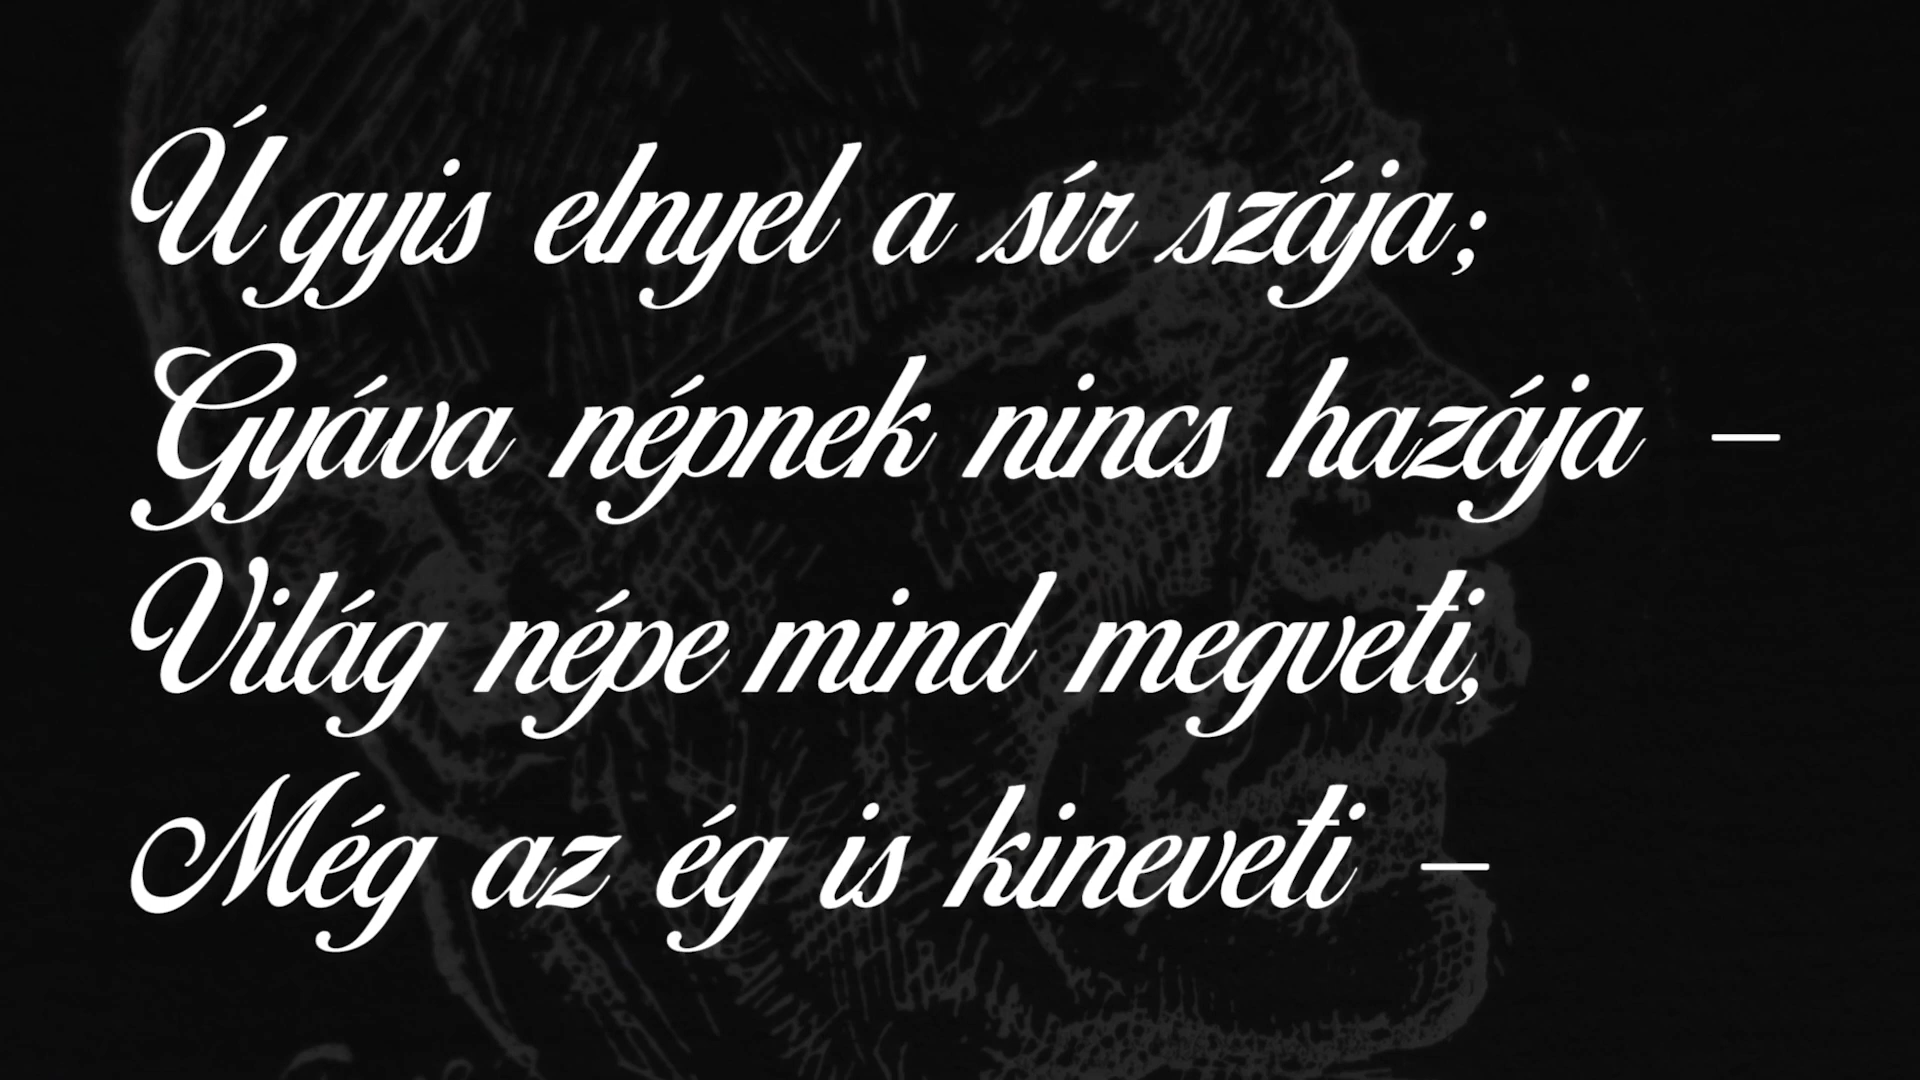 Úgyis elnyel a sír szája;
Gyáva népnek nincs hazája –
Világ népe mind megveti,
Még az ég is kineveti –